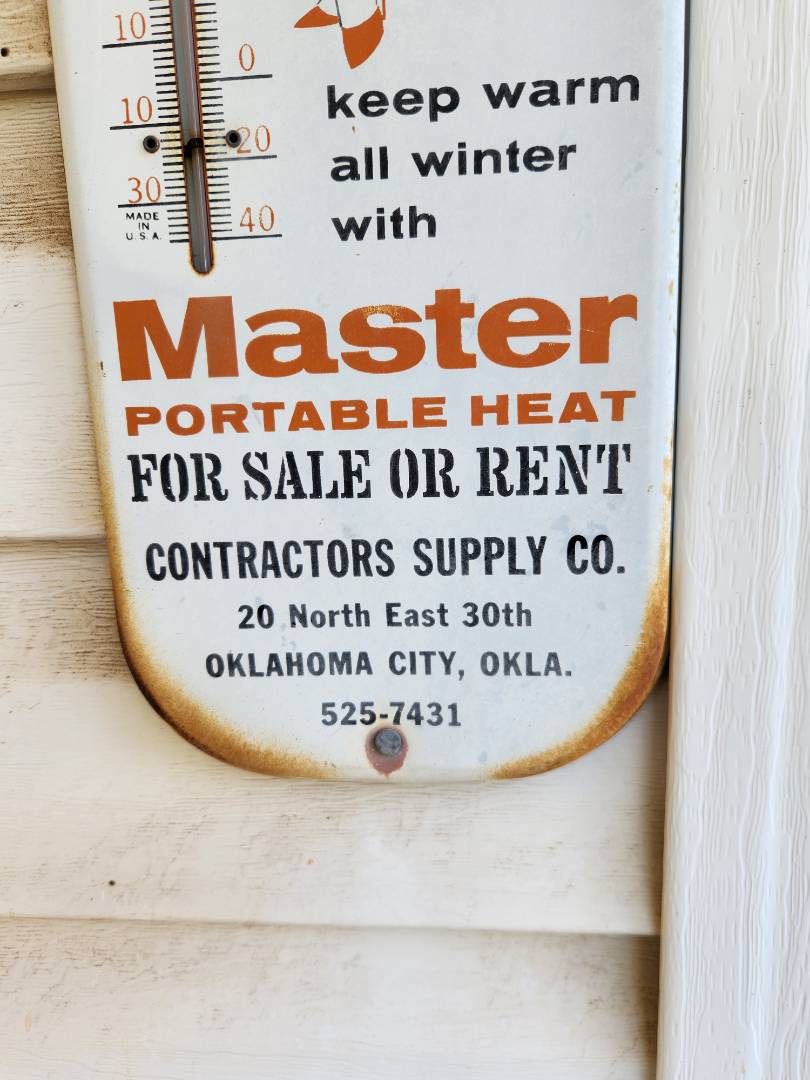 10
0
10
20
30
40
MADE
IN
U.S.A.
keep warm
all winter
with
Master
PORTABLE HEAT
FOR SALE OR RENT
CONTRACTORS SUPPLY CO.
20 North East 30th
OKLAHOMA CITY, OKLA.
525-7431